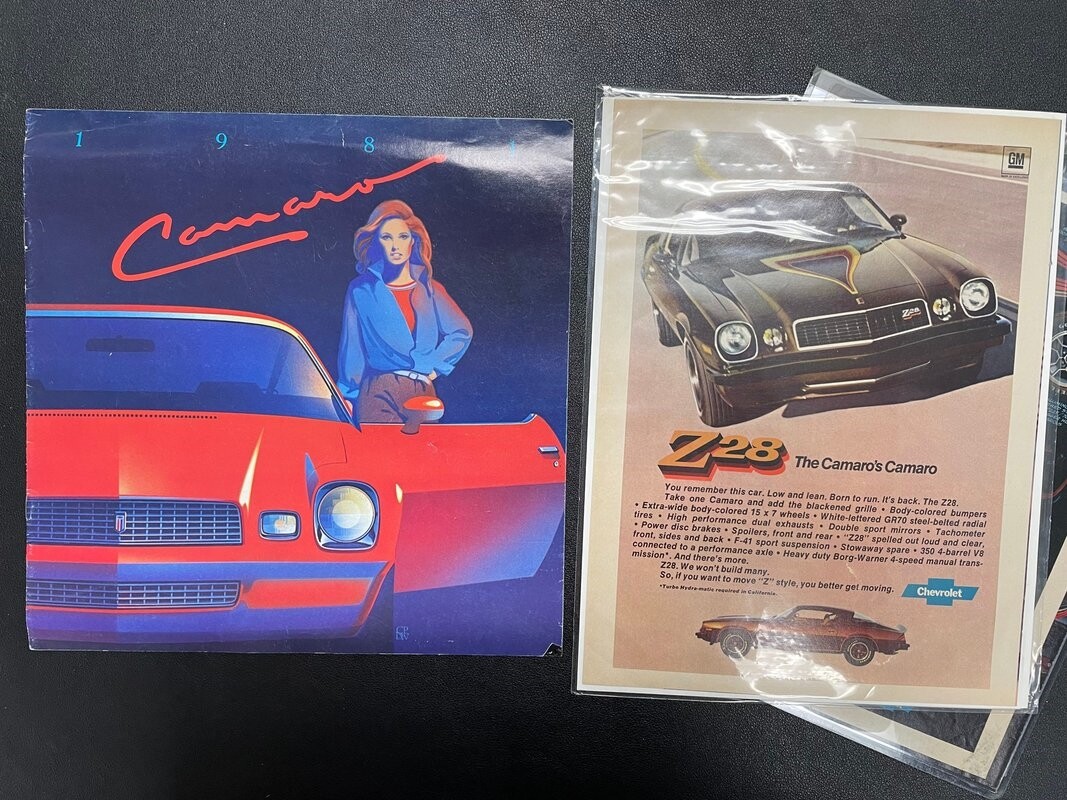 1 9 8 1
Camaro
GM
Z28
Z28 The Camaro's Camaro
You remember this car. Low and lean. Born to run. It's back. The Z28.
Take one Camaro and add the blackened grille • Body-colored bumpers
• Extra-wide body-colored 15 x 7 wheels • White-lettered GR70 steel-belted radial
tires • High performance dual exhausts • Double sport mirrors • Tachometer
• Power disc brakes • Spoilers, front and rear • "Z28" spelled out loud and clear,
front, sides and back • F-41 sport suspension • Stowaway spare • 350 4-barrel V8
connected to a performance axle • Heavy duty Borg-Warner 4-speed manual trans-
mission*. And there's more.
Z28. We won't build many.
So, if you want to move "Z" style, you better get moving.
*Turbo Hydra-matic required in California.
Chevrolet